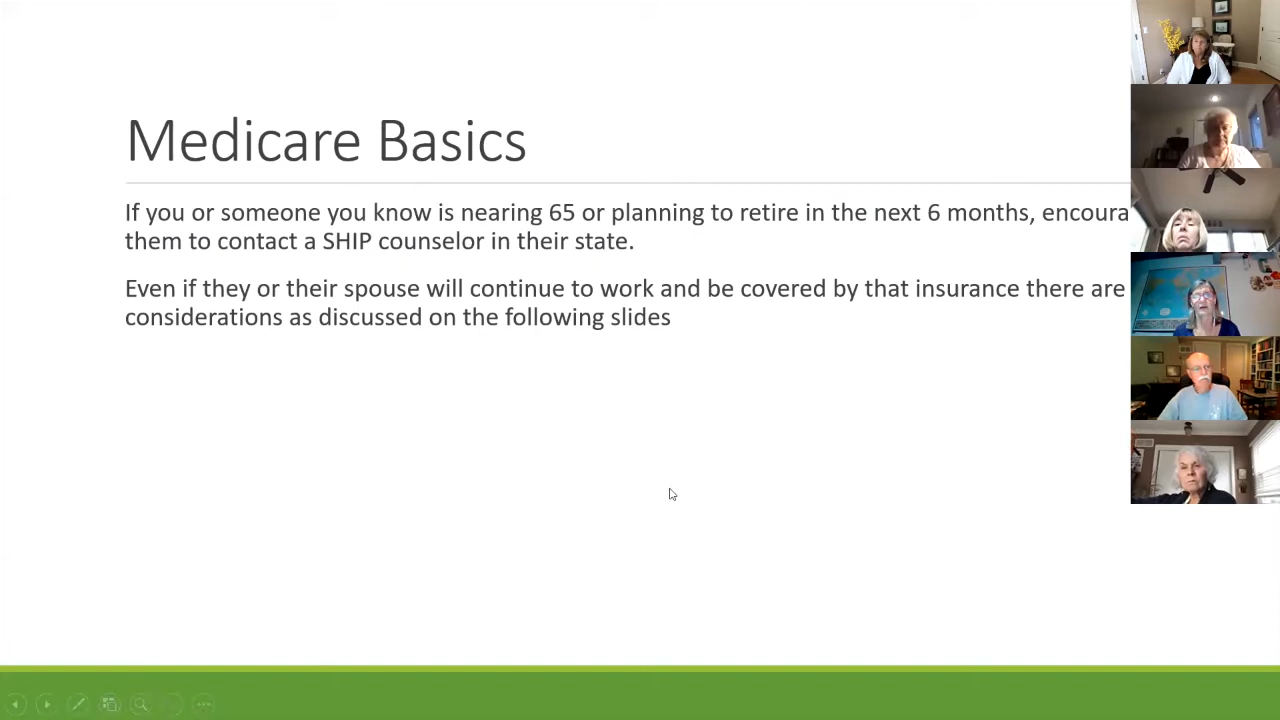 Medicare Basics
If you or someone you know is nearing 65 or planning to retire in the next 6 months, encoura
them to contact a SHIP counselor in their state.
Even if they or their spouse will continue to work and be covered by that insurance there are
considerations as discussed on the following slides